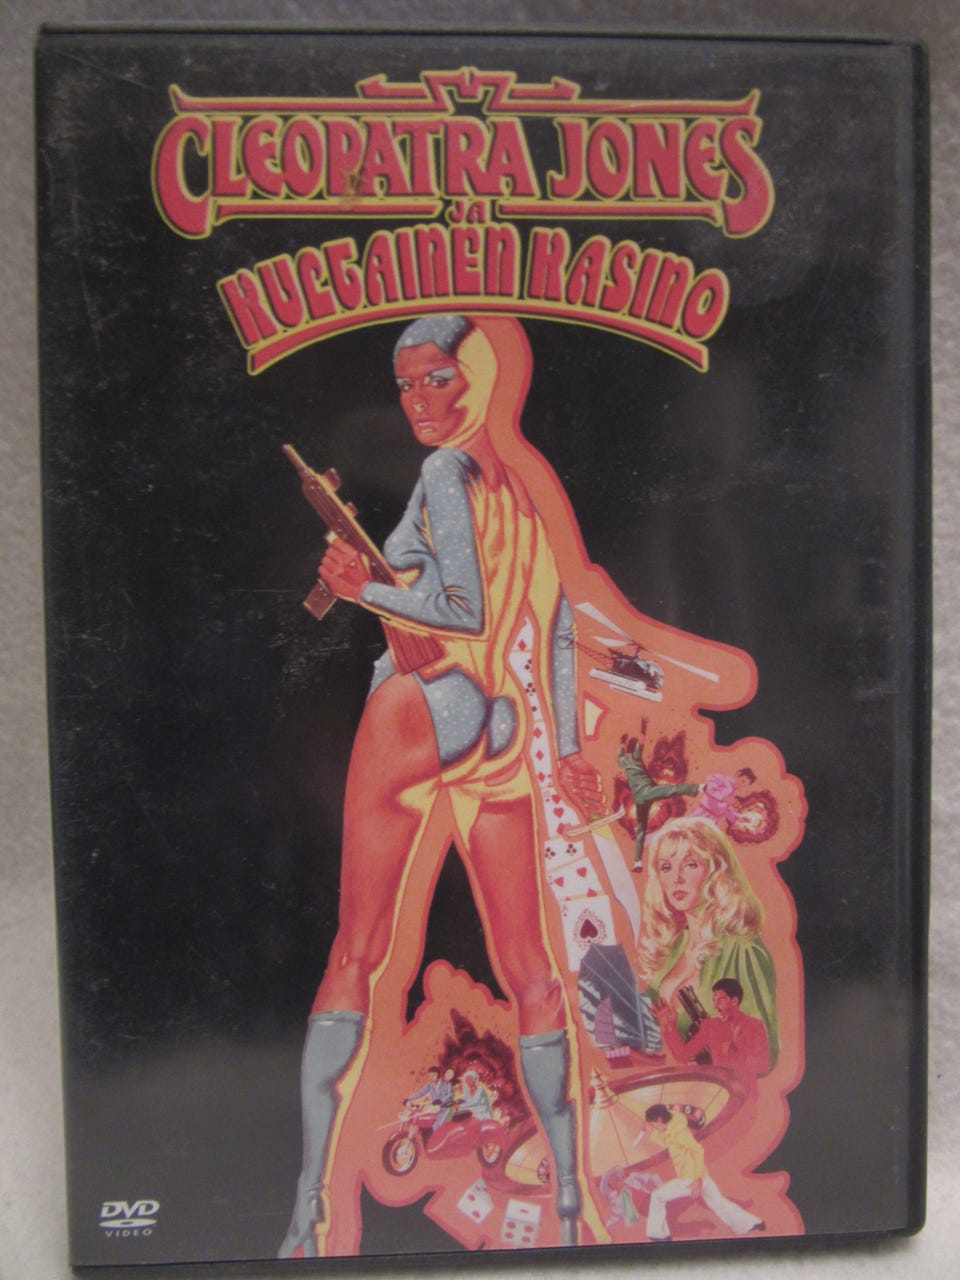 CLEOPATRA JONES
JA
KULTAINEN KASINO
DVD
VIDEO